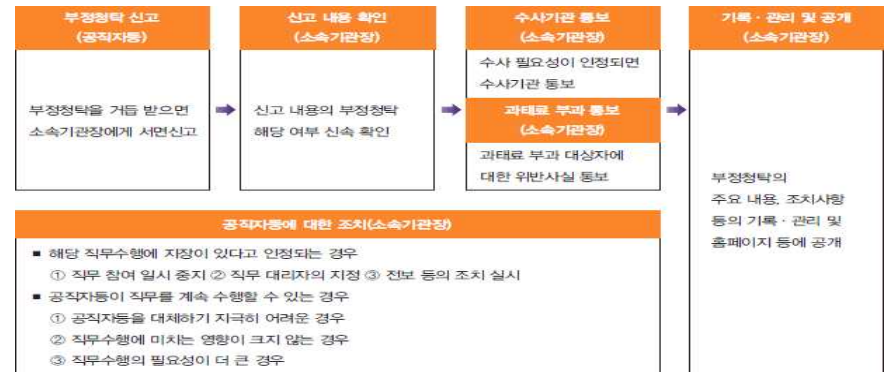 부정청탁 신고
(공직자등)
부정청탁을 거듭 받으면
소속기관장에게 서면신고
신고 내용 확인
(소속기관장)
신고 내용의 부정청탁
해당 여부 신속 확인
수사기관 통보
(소속기관장)
수사 필요성이 인정되면
수사기관 통보
과태료 부과 통보
(소속기관장)
과태료 부과 대상자에
대한 위반사실 통보
기록 · 관리 및 공개
(소속기관장)
부정청탁의
주요 내용, 조치사항
등의 기록 · 관리 및
홈페이지 등에 공개
공직자등에 대한 조치(소속기관장)
■ 해당 직무수행에 지장이 있다고 인정되는 경우
① 직무 참여 일시 중지 ② 직무 대리자의 지정 ③ 전보 등의 조치 실시
■ 공직자등이 직무를 계속 수행할 수 있는 경우
① 공직자등을 대체하기 지극히 어려운 경우
② 직무수행에 미치는 영향이 크지 않는 경우
③ 직무수행의 필요성이 더 큰 경우